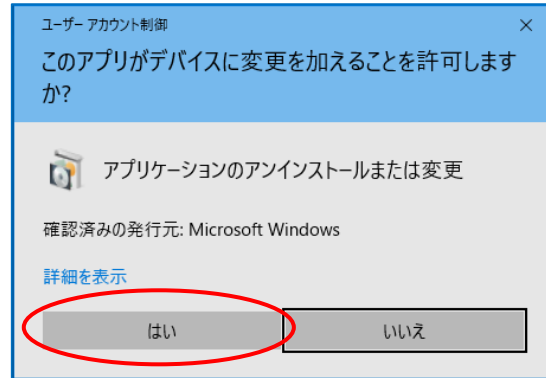 ユーザー アカウント制御
このアプリがデバイスに変更を加えることを許可します
か?
アプリケーションのアンインストールまたは変更
確認済みの発行元: Microsoft Windows
詳細を表示
はい
いいえ